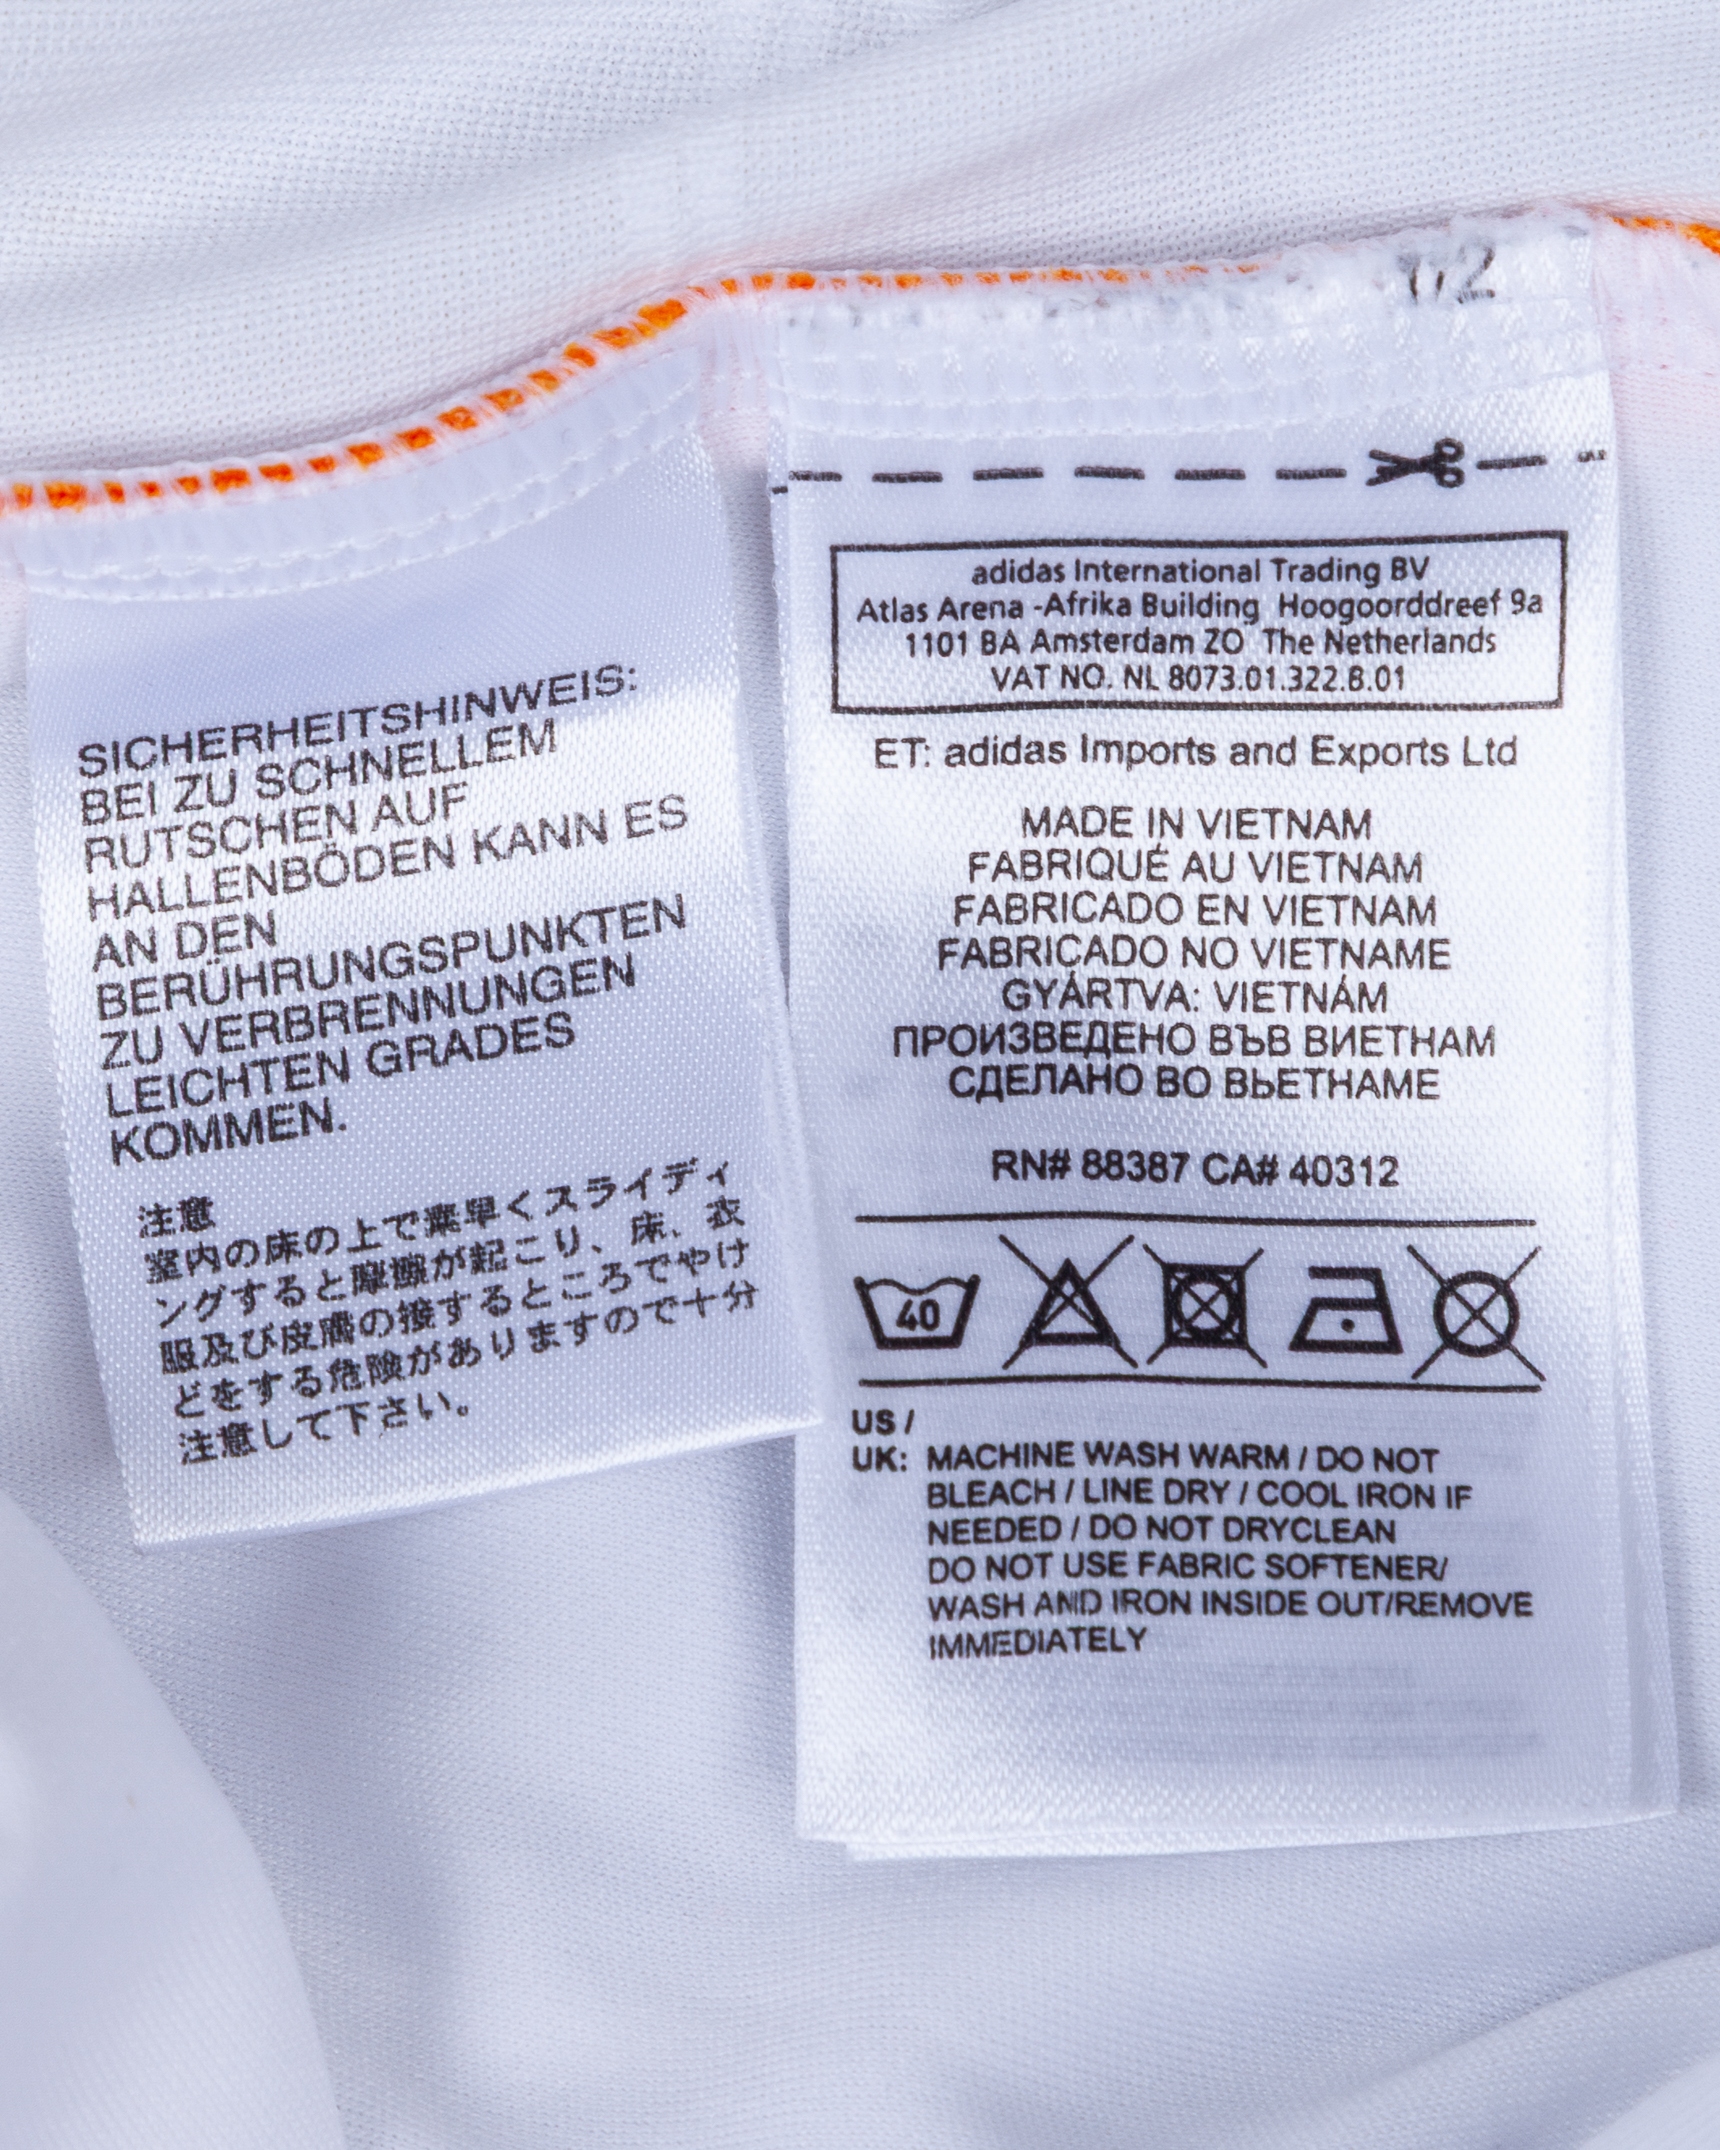 SICHERHEITSHINWEIS:
BEI ZU SCHNELLEM
RUTSCHEN AUF
HALLENBÖDEN KANN ES
AN DEN
BERÜHRUNGSPUNKTEN
ZU VERBRENNUNGEN
LEICHTEN GRADES
KOMMEN.
注意
室内の床の上で素早くスライディ
ングすると摩擦が起こり、床、衣
服及び皮膚の接するところでやけ
どをする危険がありますので十分
注意して下さい。
1/2
adidas International Trading BV
Atlas Arena -Afrika Building Hoogoorddreef 9a
1101 BA Amsterdam ZO The Netherlands
VAT NO. NL 8073.01.322.B.01
ET: adidas Imports and Exports Ltd
MADE IN VIETNAM
FABRIQUÉ AU VIETNAM
FABRICADO EN VIETNAM
FABRICADO NO VIETNAME
GYÁRTVA: VIETNÁM
ПРОИЗВЕДЕНО ВЪВ ВИЕТНАМ
СДЕЛАНО ВО ВЬЕТНАМЕ
RN# 88387 CA# 40312
40
US /
UK: MACHINE WASH WARM / DO NOT
BLEACH / LINE DRY / COOL IRON IF
NEEDED / DO NOT DRYCLEAN
DO NOT USE FABRIC SOFTENER/
WASH AND IRON INSIDE OUT/REMOVE
IMMEDIATELY